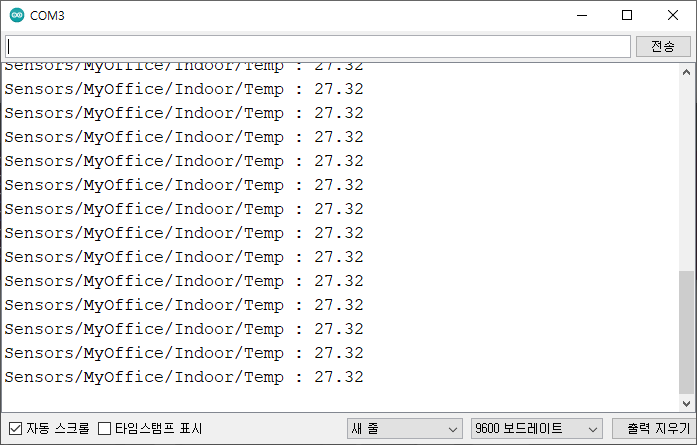 COM3
전송
Sensors/MyOffice/Indoor/Temp : 27.32
Sensors/MyOffice/Indoor/Temp : 27.32
Sensors/MyOffice/Indoor/Temp : 27.32
Sensors/MyOffice/Indoor/Temp : 27.32
Sensors/MyOffice/Indoor/Temp : 27.32
Sensors/MyOffice/Indoor/Temp : 27.32
Sensors/MyOffice/Indoor/Temp : 27.32
Sensors/MyOffice/Indoor/Temp : 27.32
Sensors/MyOffice/Indoor/Temp : 27.32
Sensors/MyOffice/Indoor/Temp : 27.32
Sensors/MyOffice/Indoor/Temp : 27.32
Sensors/MyOffice/Indoor/Temp : 27.32
Sensors/MyOffice/Indoor/Temp : 27.32
Sensors/MyOffice/Indoor/Temp : 27.32
자동 스크롤 타임스탬프 표시 새 줄 9600 보드레이트 출력 지우기